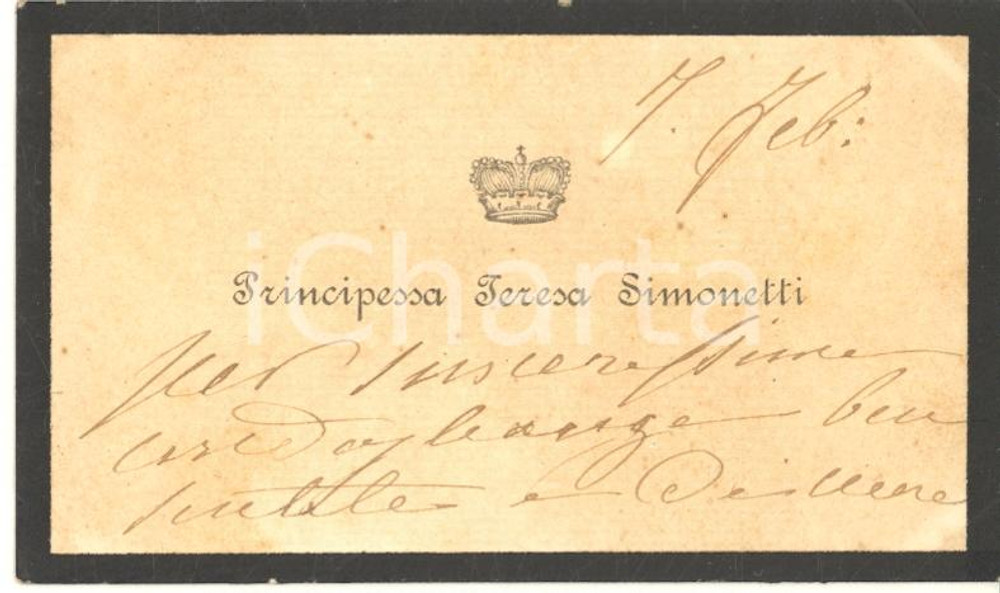 7. Feb:
Principessa Teresa Simonetti
iCharta
per sincerissime
condoglianze ben
sentite e